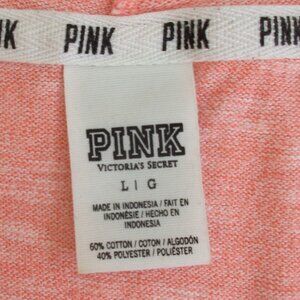 IK PINK PINK PINK
PINK
VICTORIA'S SECRET
L | G
MADE IN INDONESIA / FAIT EN
INDONÉSIE / HECHO EN
INDONESIA
60% COTTON / COTON / ALGODÓN
40% POLYESTER / POLIÉSTER